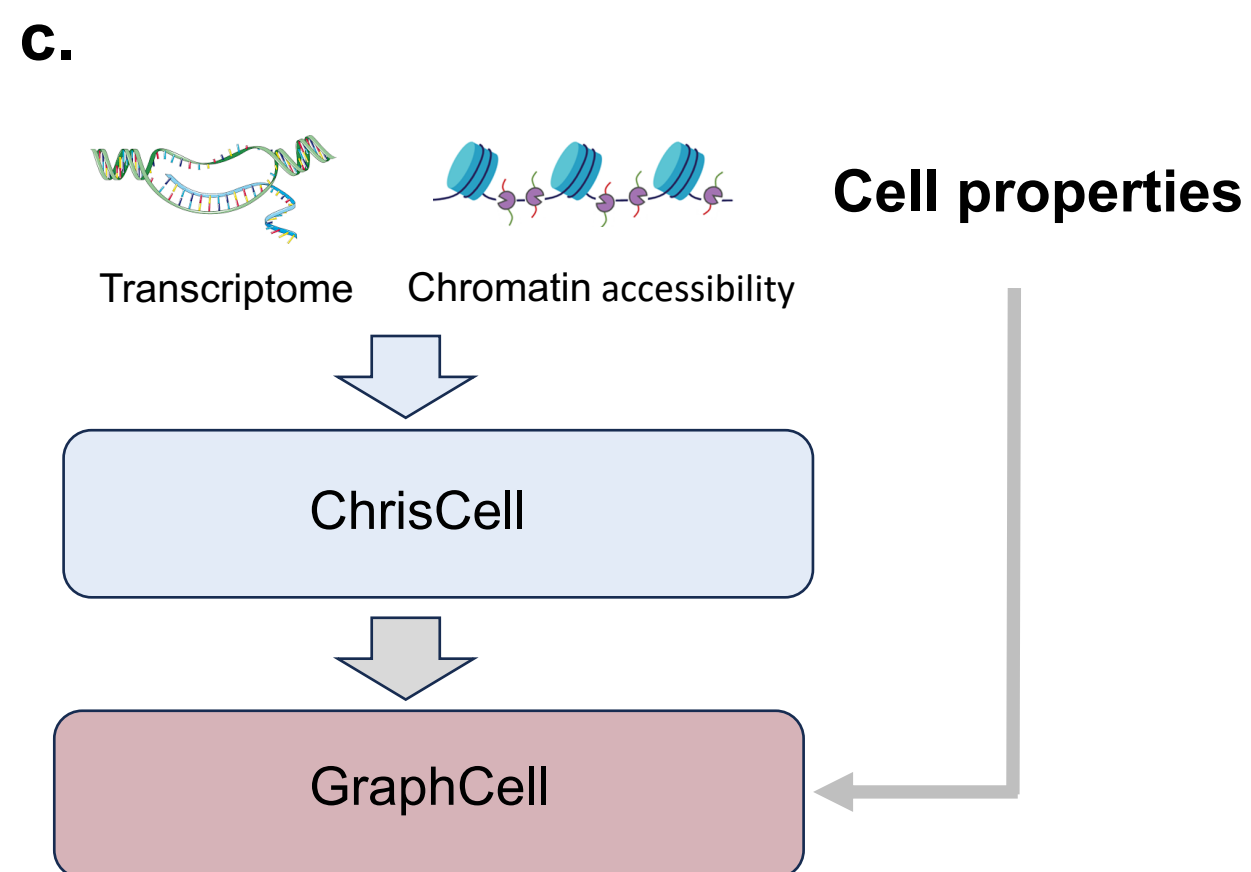 c.
Cell properties
Transcriptome Chromatin accessibility
ChrisCell
GraphCell